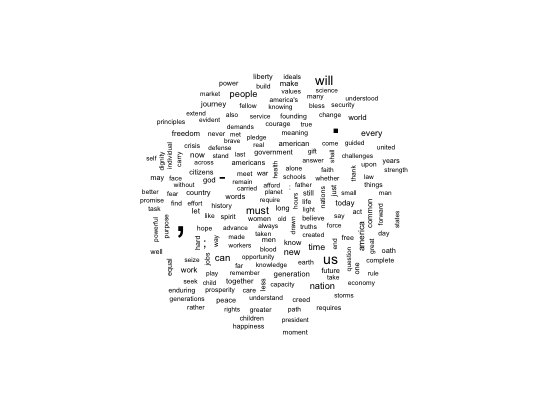 liberty ideals will
power build make science
market people values many understood
journey fellow america's knowing bless security
extend also service founding change world
principles evident demands courage true
freedom never met brave pledge meaning . every
crisis defense real american come guided united
self dignity individual carry now stand last government gift shall challenges
across americans health answer thank upon years
citizens meet war alone whether law strength
may face god - remain schools faith things
without carried afford : father just
better fear country planet nations still small man
promise find effort words require hours life today
task let history must long light act common forward
like spirit women old believe say states
powerful purpose , hope advance always drawn truths force america
hard : way made taken created day
workers men know time end free great
well jobs blood new question oath
equal seize can opportunity us one complete
work far knowledge earth future rule
play remember generation take
seek child together less capacity nation economy
enduring prosperity care
generations peace understand creed storms
rather rights greater path requires
children president
happiness moment